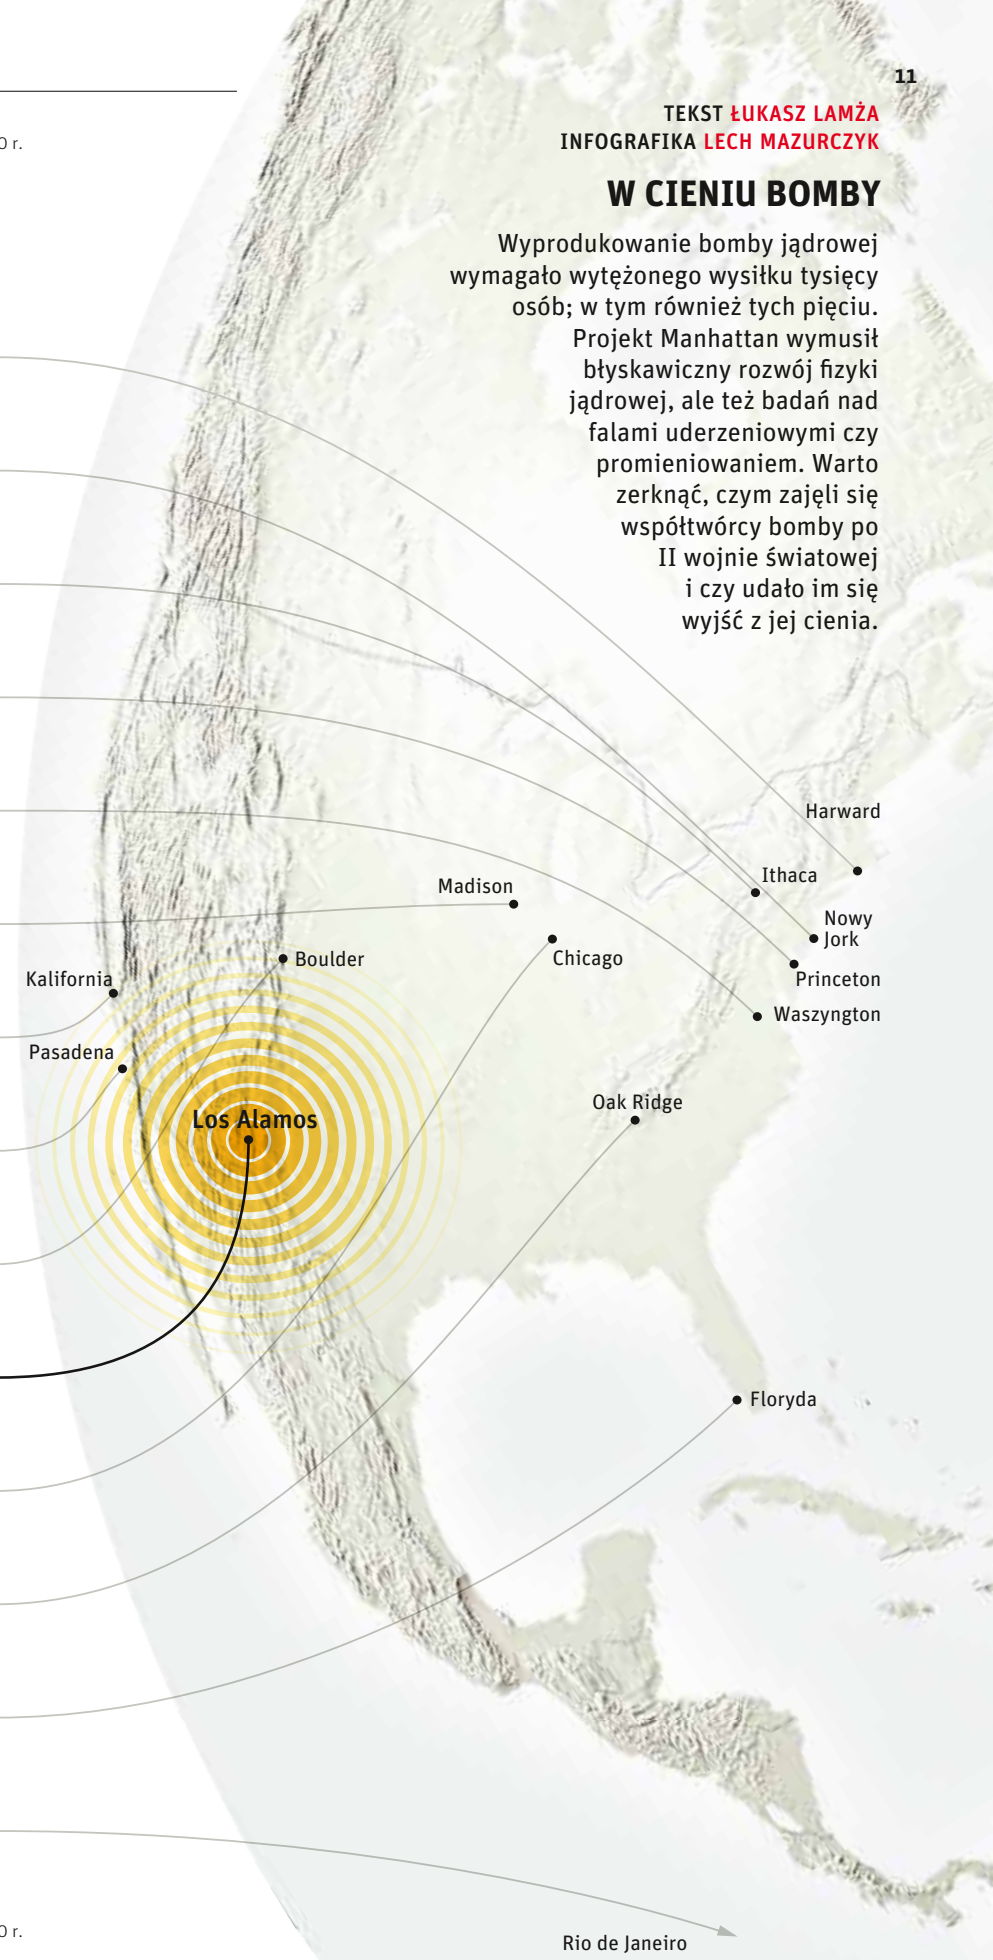 11
TEKST ŁUKASZ LAMŻA
INFOGRAFIKA LECH MAZURCZYK
0 r.
W CIENIU BOMBY
Wyprodukowanie bomby jądrowej
wymagało wytężonego wysiłku tysięcy
osób; w tym również tych pięciu.
Projekt Manhattan wymusił
błyskawiczny rozwój fizyki
jądrowej, ale też badań nad
falami uderzeniowymi czy
promieniowaniem. Warto
zerknąć, czym zajęli się
współtwórcy bomby po
II wojnie światowej
i czy udało im się
wyjść z jej cienia.
Harward
Ithaca
Madison
Nowy
Jork
Chicago
Boulder
Kalifornia
Princeton
Waszyngton
Pasadena
Oak Ridge
Los Alamos
Floryda
0 r.
Rio de Janeiro